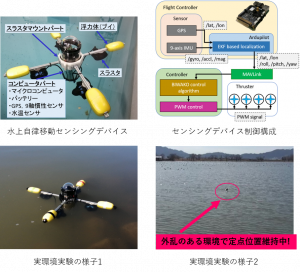 スラスタマウントパート
浮力体(ブイ)
スラスタ
コンピュータパート
・マイクロコンピュータ
・バッテリー
・GPS, 9軸慣性センサ
・水温センサ
水上自律移動センシングデバイス
Flight Controller
Sensor
GPS
9-axis IMU
/lat, /lon
Ardupilot
EKF based localization
/gyro, /accl, /mag
/lat, /lon
/roll, /pitch, /yaw
Controller
MAVLink
BIWAKO control
algorithm
PWM control
Thruster
PWM signal
センシングデバイス制御構成
外乱のある環境で定点位置維持中!
実環境実験の様子1
実環境実験の様子2